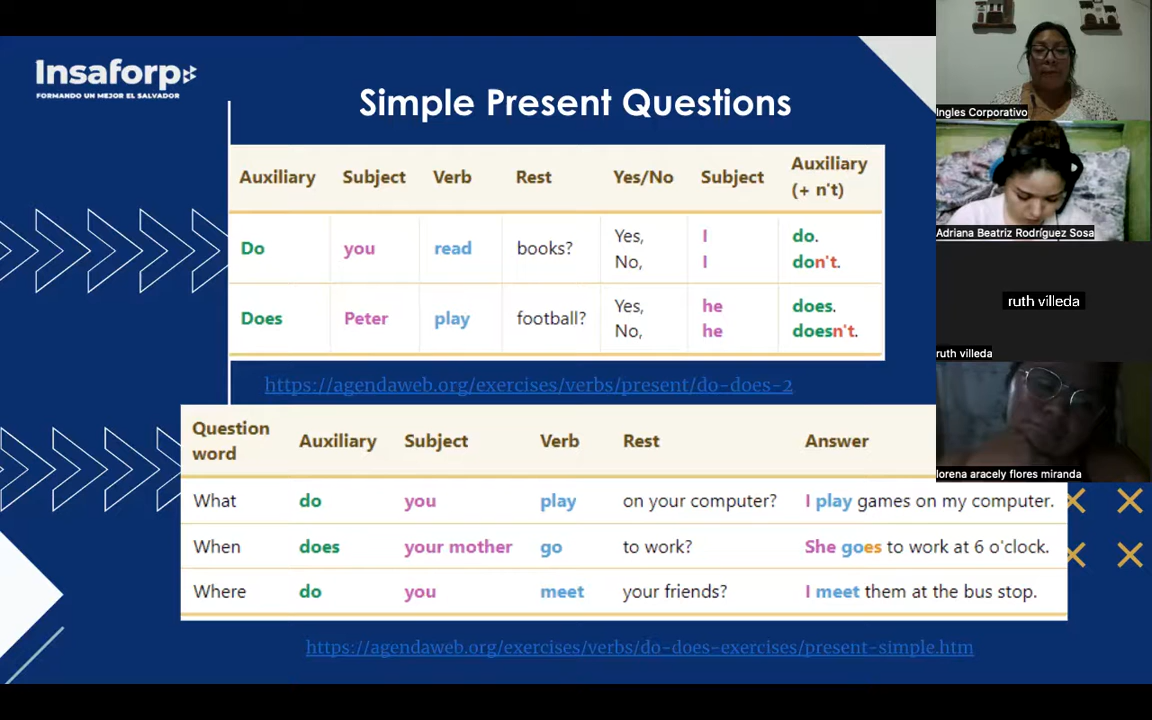 Insaforp
FORMANDO UN MEJOR EL SALVADOR
Simple Present Questions
Auxiliary Subject Verb Rest Yes/No Subject Auxiliary (+ n't)
Do you read books? Yes, I do.
No, I don't.
Does Peter play football? Yes, he does.
No, he doesn't.
https://agendaweb.org/exercises/verbs/present/do-does-2
Question word Auxiliary Subject Verb Rest Answer
What do you play on your computer? I play games on my computer.
When does your mother go to work? She goes to work at 6 o'clock.
Where do you meet your friends? I meet them at the bus stop.
https://agendaweb.org/exercises/verbs/do-does-exercises/present-simple.htm
Ingles Corporativo
Adriana Beatriz Rodríguez Sosa
ruth villeda
ruth villeda
lorena aracely flores miranda